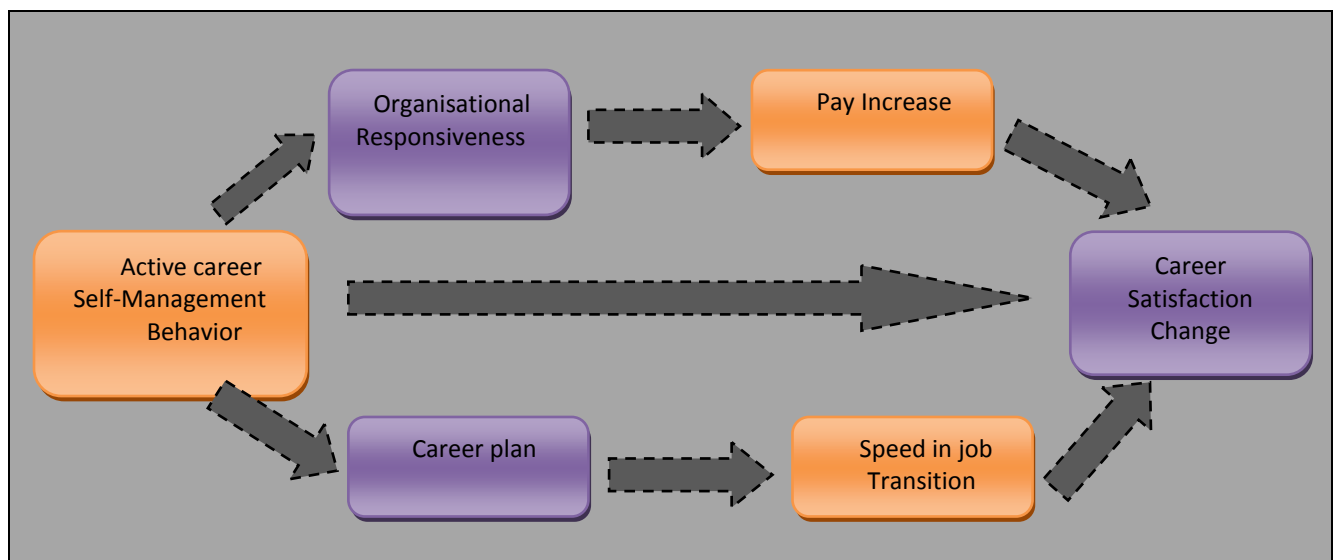 Organisational
Responsiveness
Pay Increase
Active career
Self-Management
Behavior
Career
Satisfaction
Change
Career plan
Speed in job
Transition